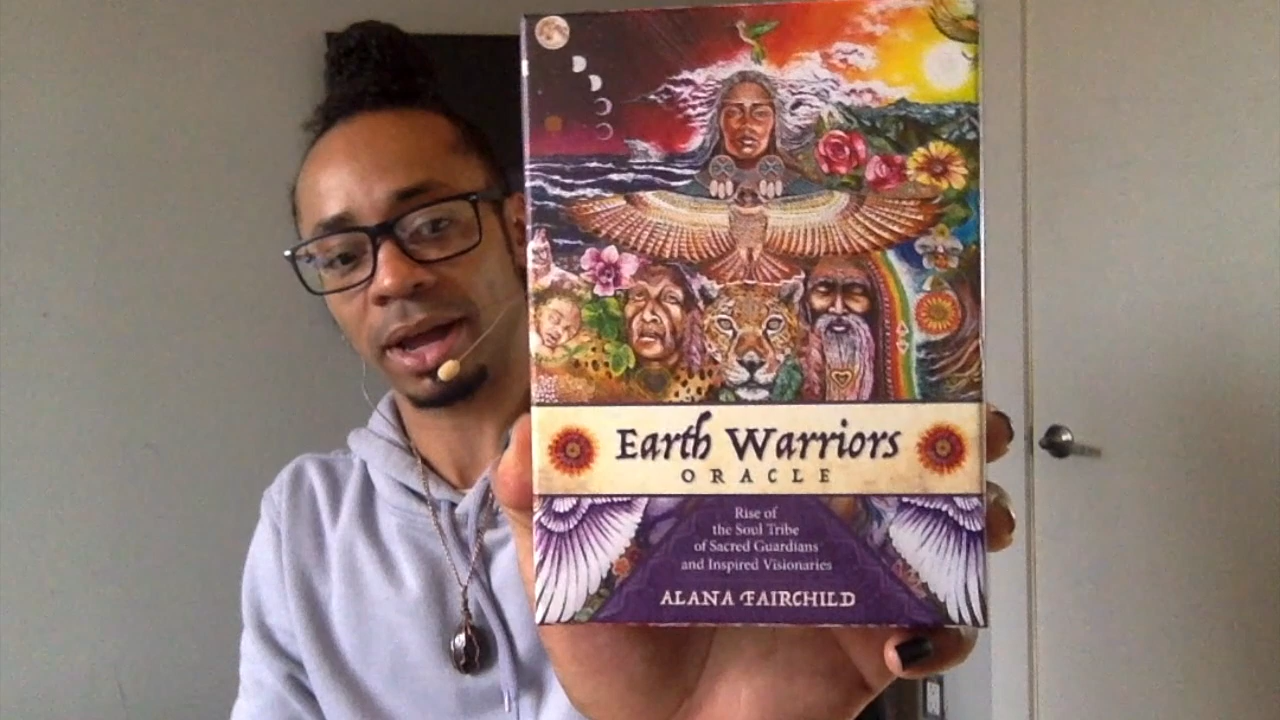 Earth Warriors
ORACLE
Rise of
the Soul Tribe
of Sacred Guardians
and Inspired Visionaries
ALANA FAIRCHILD